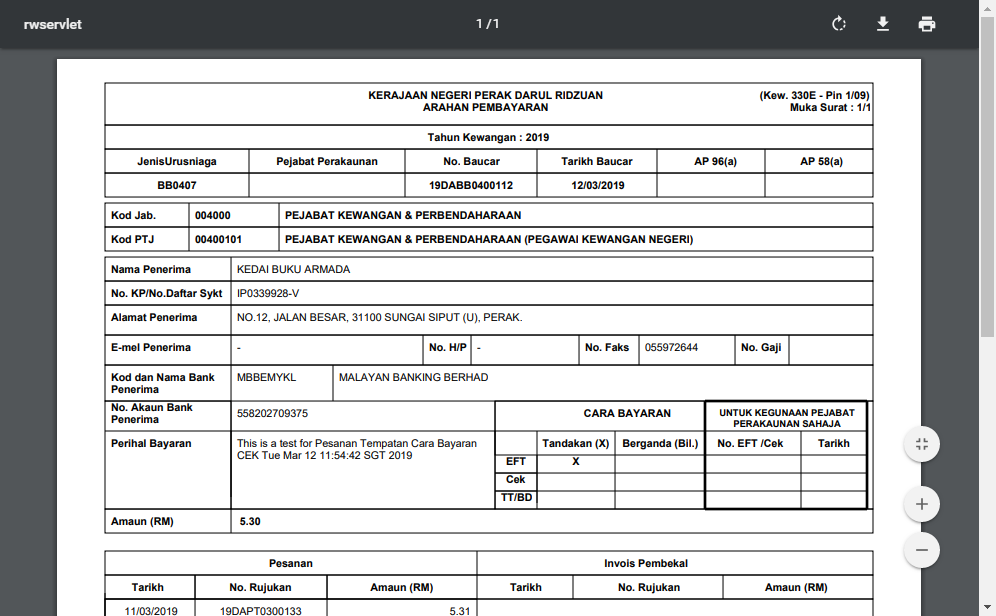 rwservlet
1 / 1
KERAJAAN NEGERI PERAK DARUL RIDZUAN
(Kew. 330E - Pin 1/09)
ARAHAN PEMBAYARAN
Muka Surat : 1/1
Tahun Kewangan : 2019
JenisUrusniaga Pejabat Perakaunan No. Baucar Tarikh Baucar AP 96(a) AP 58(a)
BB0407 19DABB0400112 12/03/2019
Kod Jab. 004000 PEJABAT KEWANGAN & PERBENDAHARAAN
Kod PTJ 00400101 PEJABAT KEWANGAN & PERBENDAHARAAN (PEGAWAI KEWANGAN NEGERI)
Nama Penerima KEDAI BUKU ARMADA
No. KP/No.Daftar Sykt IP0339928-V
Alamat Penerima NO.12, JALAN BESAR, 31100 SUNGAI SIPUT (U), PERAK.
E-mel Penerima - No. H/P - No. Faks 055972644 No. Gaji
Kod dan Nama Bank Penerima MBBEMYKL MALAYAN BANKING BERHAD
No. Akaun Bank Penerima 558202709375
CARA BAYARAN
UNTUK KEGUNAAN PEJABAT
PERAKAUNAN SAHAJA
Perihal Bayaran This is a test for Pesanan Tempatan Cara Bayaran
CEK Tue Mar 12 11:54:42 SGT 2019
Tandakan (X) Berganda (Bil.) No. EFT /Cek Tarikh
EFT X
Cek
TT/BD
Amaun (RM) 5.30
Pesanan Invois Pembekal
Tarikh No. Rujukan Amaun (RM) Tarikh No. Rujukan Amaun (RM)
11/03/2019 19DAPT0300133 5.31